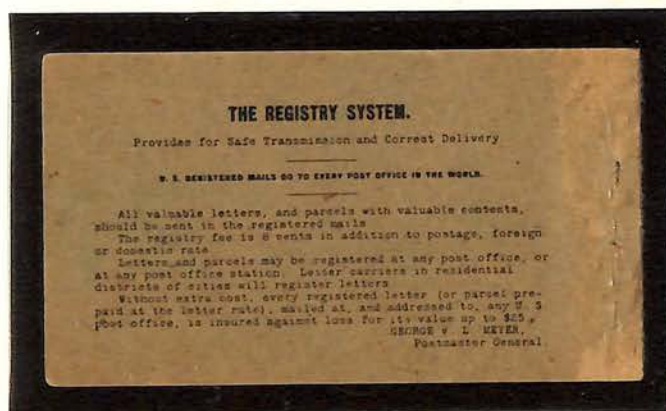 THE REGISTRY SYSTEM.
Provides for Safe Transmission and Correct Delivery
U. S. REGISTERED MAILS GO TO EVERY POST OFFICE IN THE WORLD.
All valuable letters, and parcels with valuable contents,
should be sent in the registered mails
The registry fee is 8 cents in addition to postage, foreign
or domestic rate
Letters and parcels may be registered at any post office, or
at any post office station. Letter carriers in residential
districts of cities will register letters
Without extra cost, every registered letter (or parcel pre-
paid at the letter rate), mailed at, and addressed to, any U. S
post office, is insured against loss for its value up to $25.
GEORGE v. L MEYER,
Postmaster General